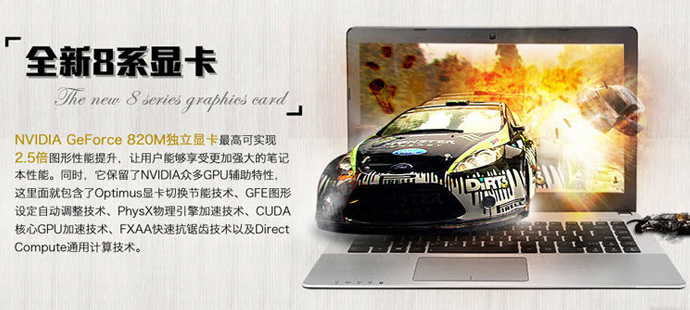 全新8系显卡
The new 8 series graphics card
NVIDIA GeForce 820M独立显卡最高可实现
2.5倍图形性能提升，让用户能够享受更加强大的笔记
本性能。同时，它保留了NVIDIA众多GPU辅助特性，
这里面就包含了Optimus显卡切换节能技术、GFE图形
设定自动调整技术、PhysX物理引擎加速技术、CUDA
核心GPU加速技术、FXAA快速抗锯齿技术以及Direct
Compute通用计算技术。
Ford
DiRT3